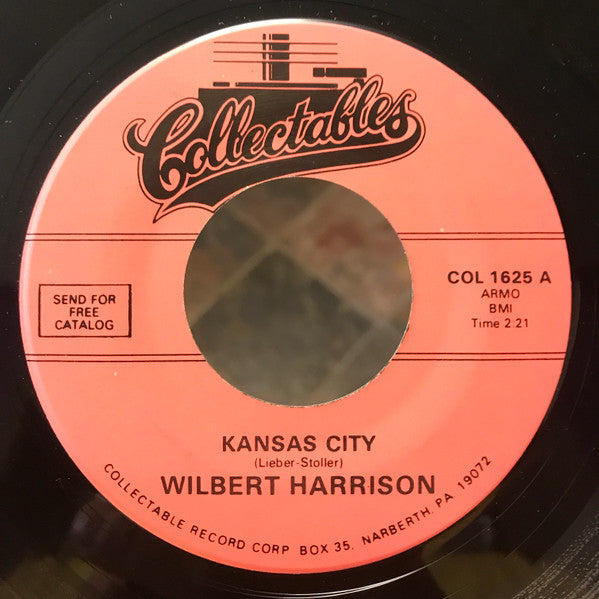 Collectables
SEND FOR
FREE
CATALOG
COL 1625 A
ARMO
BMI
Time 2:21
KANSAS CITY
(Lieber-Stoller)
WILBERT HARRISON
COLLECTABLE RECORD CORP BOX 35, NARBERTH, PA 19072